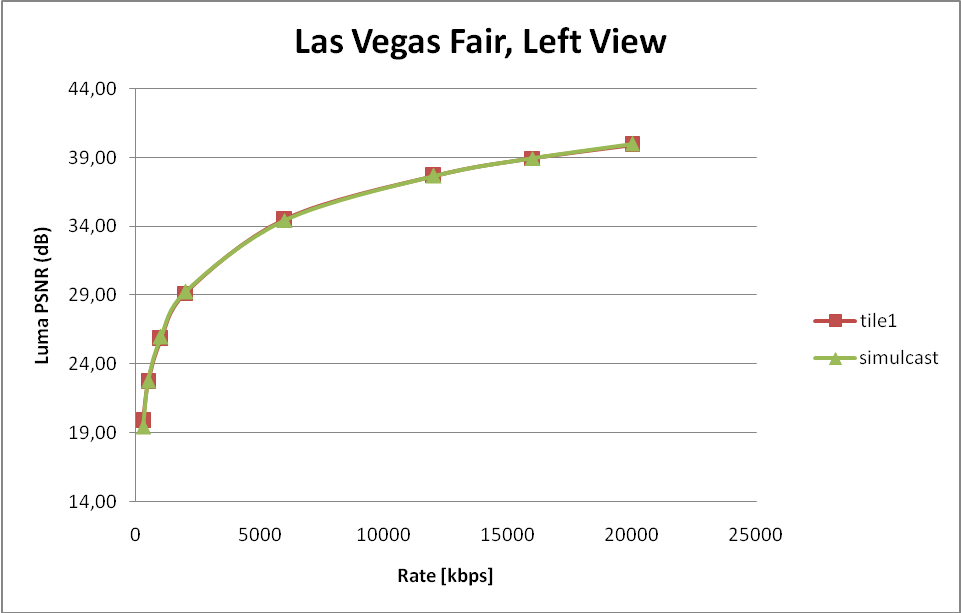 Las Vegas Fair, Left View
44,00
39,00
34,00
29,00
24,00
19,00
14,00
Luma PSNR (dB)
0 5000 10000 15000 20000 25000
Rate [kbps]
tile1
simulcast